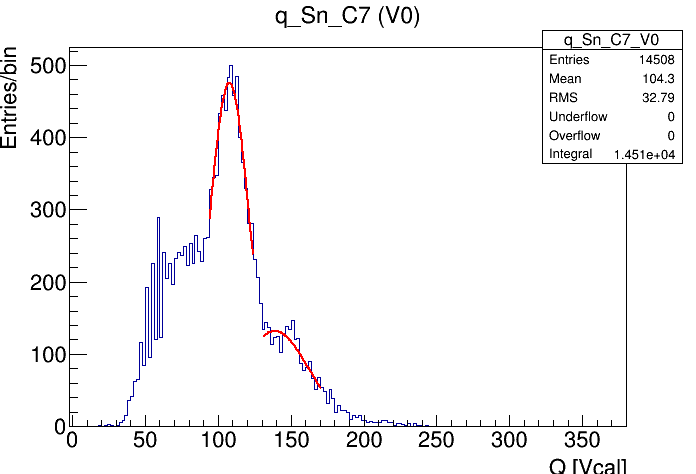 q_Sn_C7 (V0)
q_Sn_C7_V0
Entries 14508
Mean 104.3
RMS 32.79
Underflow 0
Overflow 0
Integral 1.451e+04
Entries/bin
500
400
300
200
100
0
0 50 100 150 200 250 300 350
Q [Vcal]